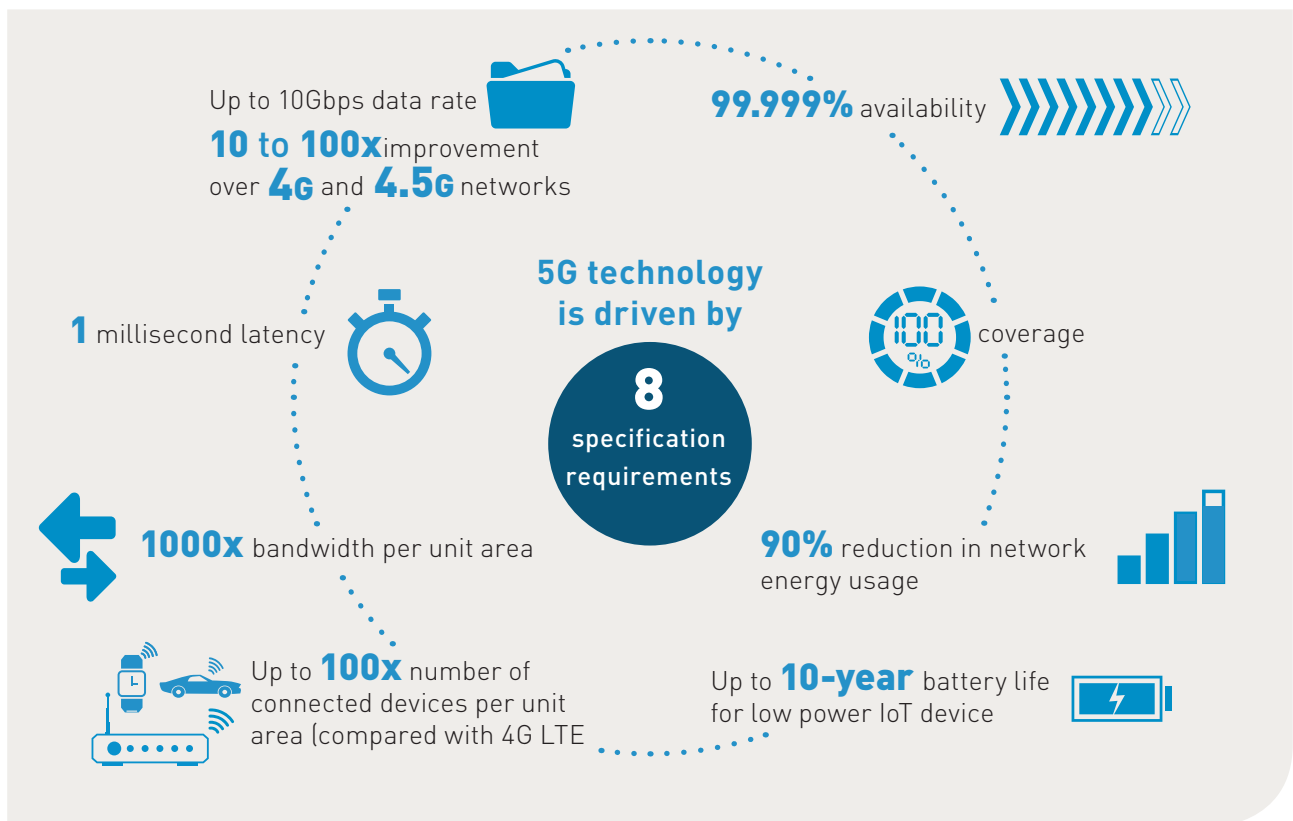 Up to 10Gbps data rate
10 to 100x improvement
over 4G and 4.5G networks
99.999% availability
5G technology
is driven by
8
specification
requirements
1 millisecond latency
100
%
coverage
1000x bandwidth per unit area
90% reduction in network
energy usage
Up to 100x number of
connected devices per unit
area (compared with 4G LTE
Up to 10-year battery life
for low power IoT device